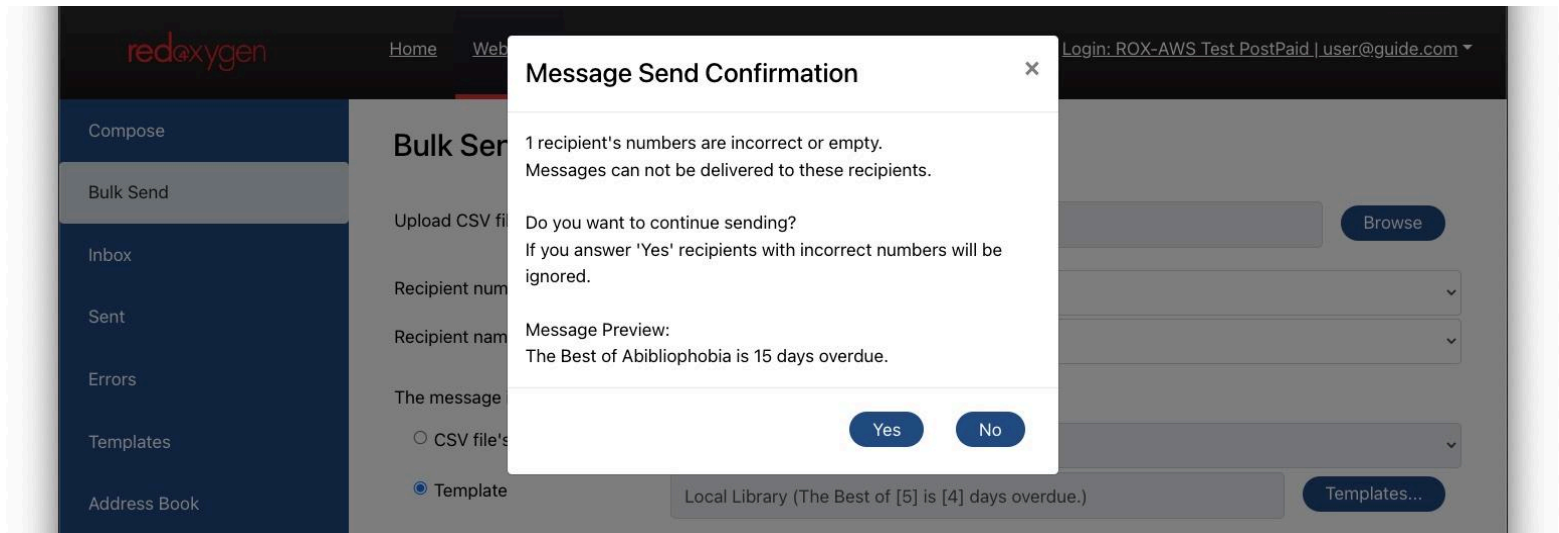 redoxygen
Home Web
Login: ROX-AWS Test PostPaid | user@guide.com
Message Send Confirmation ×
Compose
Bulk Send
Inbox
Sent
Errors
Templates
Address Book
Bulk Sen
Upload CSV fil
Browse
Recipient num
Recipient nam
The message
CSV file's
Template
Local Library (The Best of [5] is [4] days overdue.)
Templates...
1 recipient's numbers are incorrect or empty.
Messages can not be delivered to these recipients.
Do you want to continue sending?
If you answer 'Yes' recipients with incorrect numbers will be
ignored.
Message Preview:
The Best of Abibliophobia is 15 days overdue.
Yes No